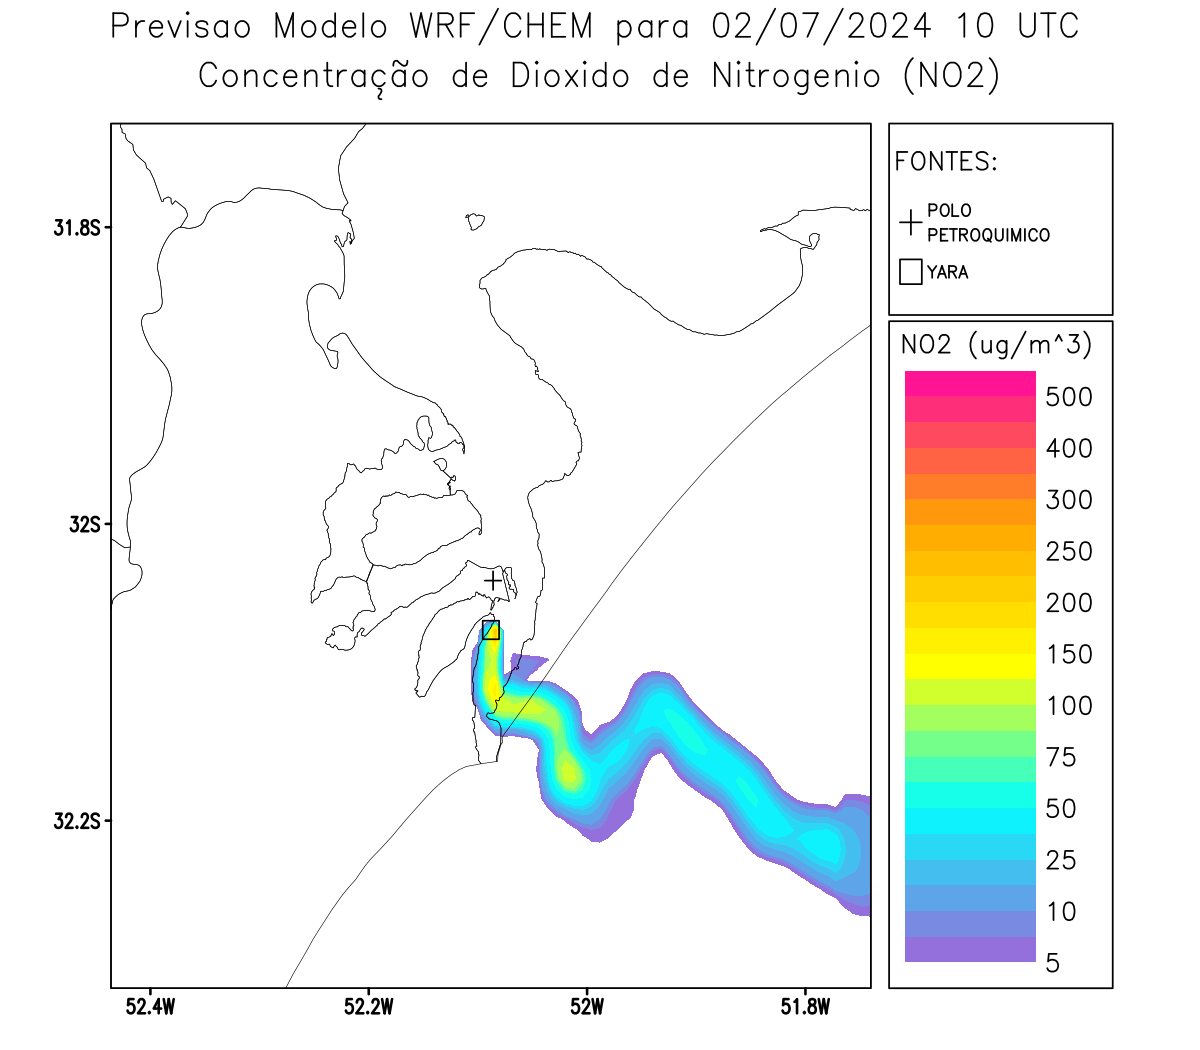 Previsao Modelo WRF/CHEM para 02/07/2024 10 UTC
Concentração de Dioxido de Nitrogenio (NO2)
FONTES:
POLO
PETROQUIMICO
YARA
NO2 (ug/m^3)
500
400
300
250
200
150
100
75
50
25
10
5
31.8S
32S
32.2S
52.4W
52.2W
52W
51.8W